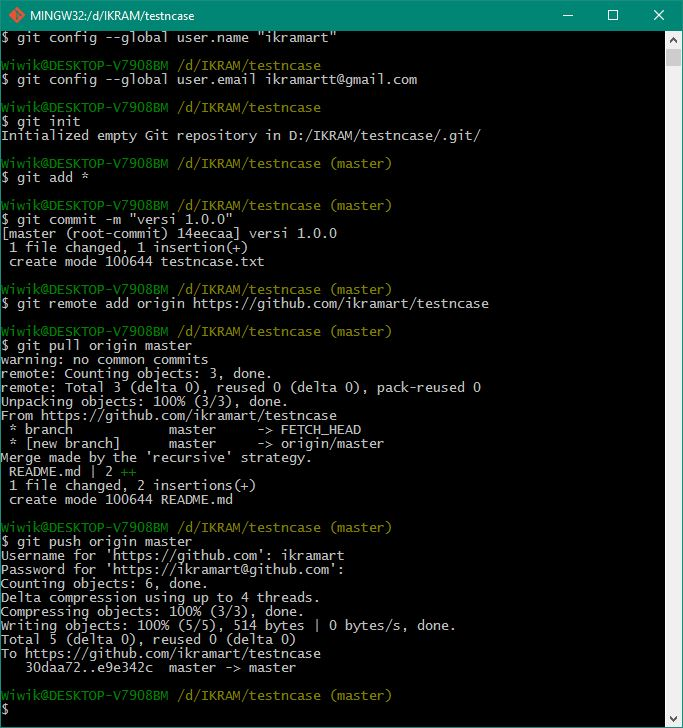 MINGW32:/d/IKRAM/testncase
$ git config --global user.name "ikramart"
Wiwik@DESKTOP-V7908BM /d/IKRAM/testncase
$ git config --global user.email ikramartt@gmail.com
Wiwik@DESKTOP-V7908BM /d/IKRAM/testncase
$ git init
Initialized empty Git repository in D:/IKRAM/testncase/.git/
Wiwik@DESKTOP-V7908BM /d/IKRAM/testncase (master)
$ git add *
Wiwik@DESKTOP-V7908BM /d/IKRAM/testncase (master)
$ git commit -m "versi 1.0.0"
[master (root-commit) 14eecaa] versi 1.0.0
 1 file changed, 1 insertion(+)
 create mode 100644 testncase.txt
Wiwik@DESKTOP-V7908BM /d/IKRAM/testncase (master)
$ git remote add origin https://github.com/ikramart/testncase
Wiwik@DESKTOP-V7908BM /d/IKRAM/testncase (master)
$ git pull origin master
warning: no common commits
remote: Counting objects: 3, done.
remote: Total 3 (delta 0), reused 0 (delta 0), pack-reused 0
Unpacking objects: 100% (3/3), done.
From https://github.com/ikramart/testncase
 * branch            master     -> FETCH_HEAD
 * [new branch]      master     -> origin/master
Merge made by the 'recursive' strategy.
 README.md | 2 ++
 1 file changed, 2 insertions(+)
 create mode 100644 README.md
Wiwik@DESKTOP-V7908BM /d/IKRAM/testncase (master)
$ git push origin master
Username for 'https://github.com': ikramart
Password for 'https://ikramart@github.com':
Counting objects: 6, done.
Delta compression using up to 4 threads.
Compressing objects: 100% (3/3), done.
Writing objects: 100% (5/5), 514 bytes | 0 bytes/s, done.
Total 5 (delta 0), reused 0 (delta 0)
To https://github.com/ikramart/testncase
   30daa72..e9e342c  master -> master
Wiwik@DESKTOP-V7908BM /d/IKRAM/testncase (master)
$